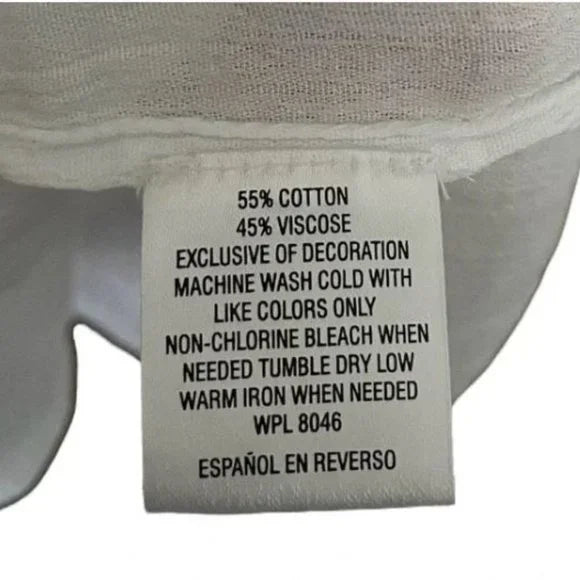 55% COTTON
45% VISCOSE
EXCLUSIVE OF DECORATION
MACHINE WASH COLD WITH
LIKE COLORS ONLY
NON-CHLORINE BLEACH WHEN
NEEDED TUMBLE DRY LOW
WARM IRON WHEN NEEDED
WPL 8046
ESPAÑOL EN REVERSO